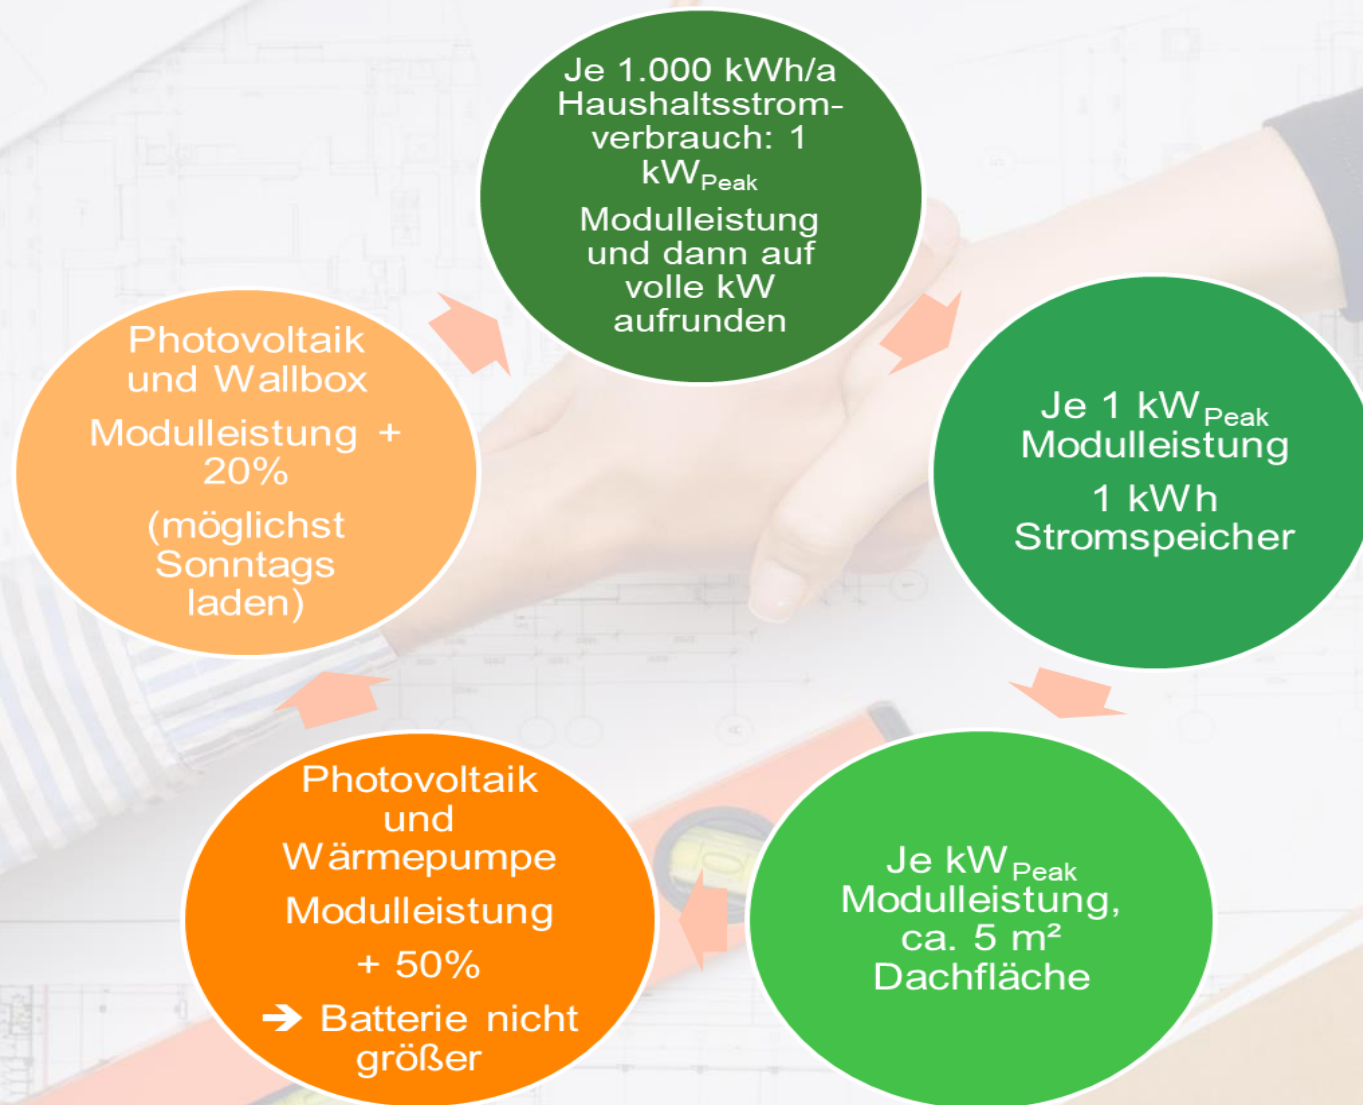 Je 1.000 kWh/a
Haushaltsstrom-
verbrauch: 1
kWPeak
Modulleistung
und dann auf
volle kW
aufrunden
Je 1 kWPeak
Modulleistung
1 kWh
Stromspeicher
Je kWPeak
Modulleistung,
ca. 5 m²
Dachfläche
Photovoltaik
und
Wärmepumpe
Modulleistung
+ 50%
➔ Batterie nicht
größer
Photovoltaik
und Wallbox
Modulleistung +
20%
(möglichst
Sonntags
laden)